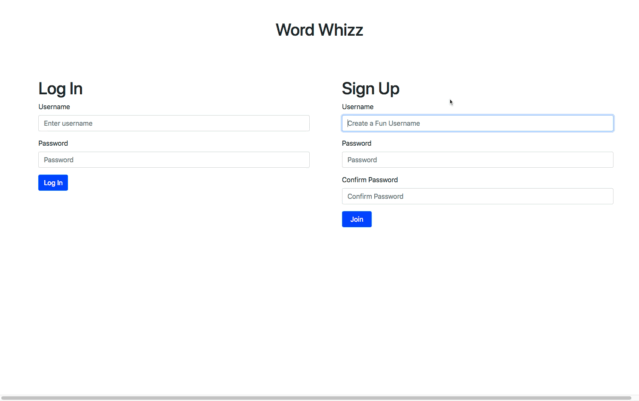 Word Whizz
Log In
Username
Enter username
Password
Password
Log In
Sign Up
Username
Create a Fun Username
Password
Password
Confirm Password
Confirm Password
Join